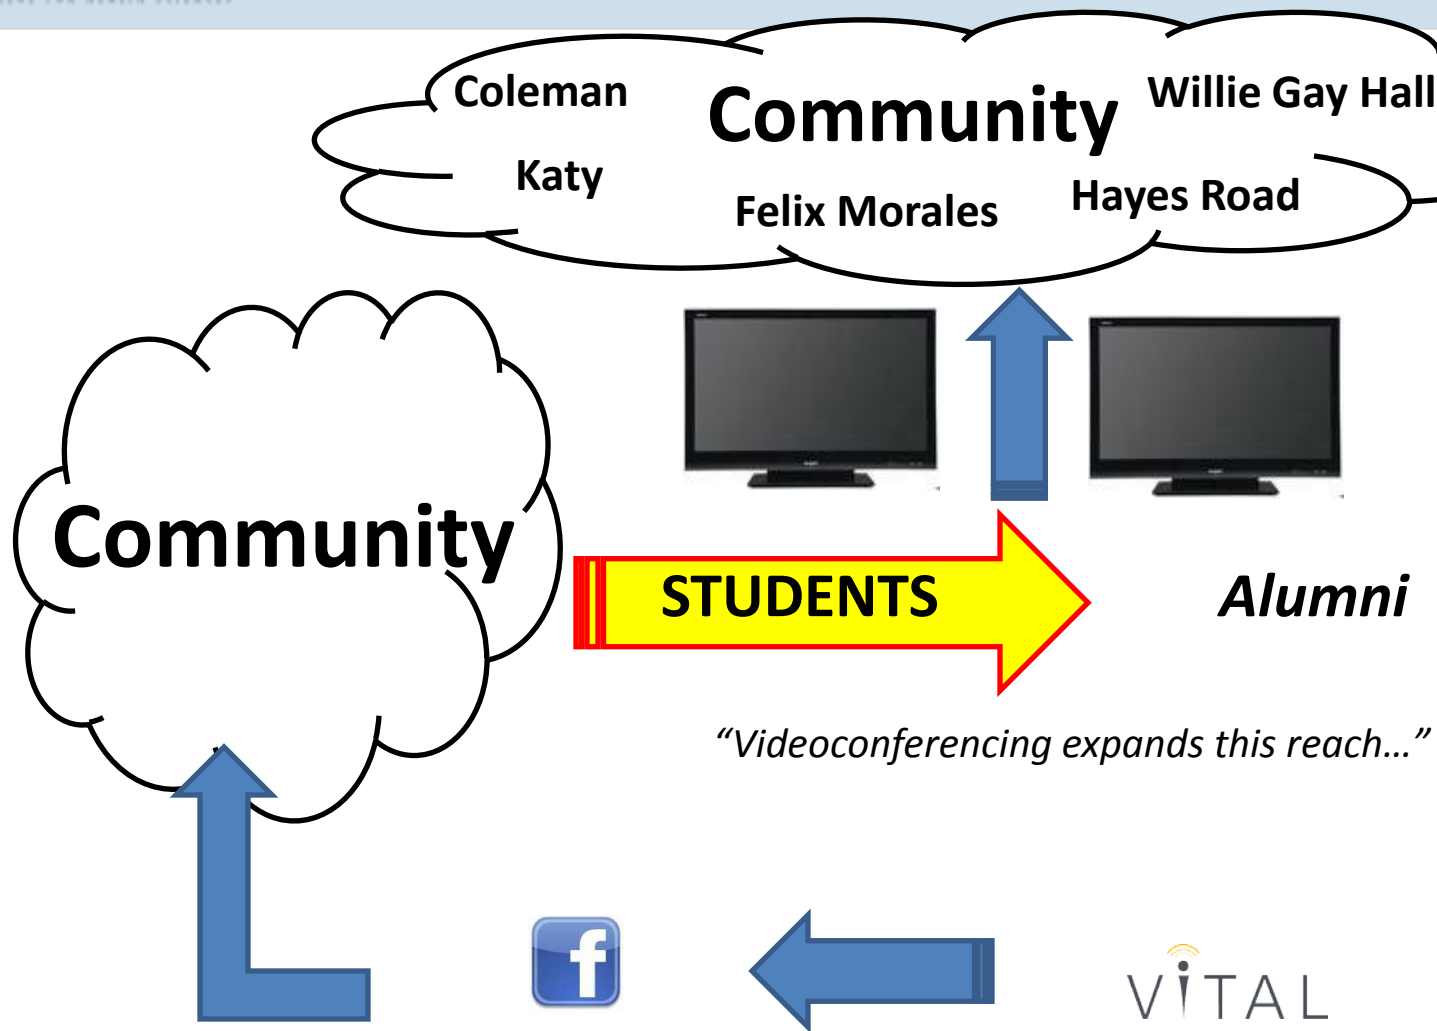 Coleman
Community
Willie Gay Hall
Katy
Felix Morales
Hayes Road
Community
STUDENTS
Alumni
“Videoconferencing expands this reach…”
f
VITAL